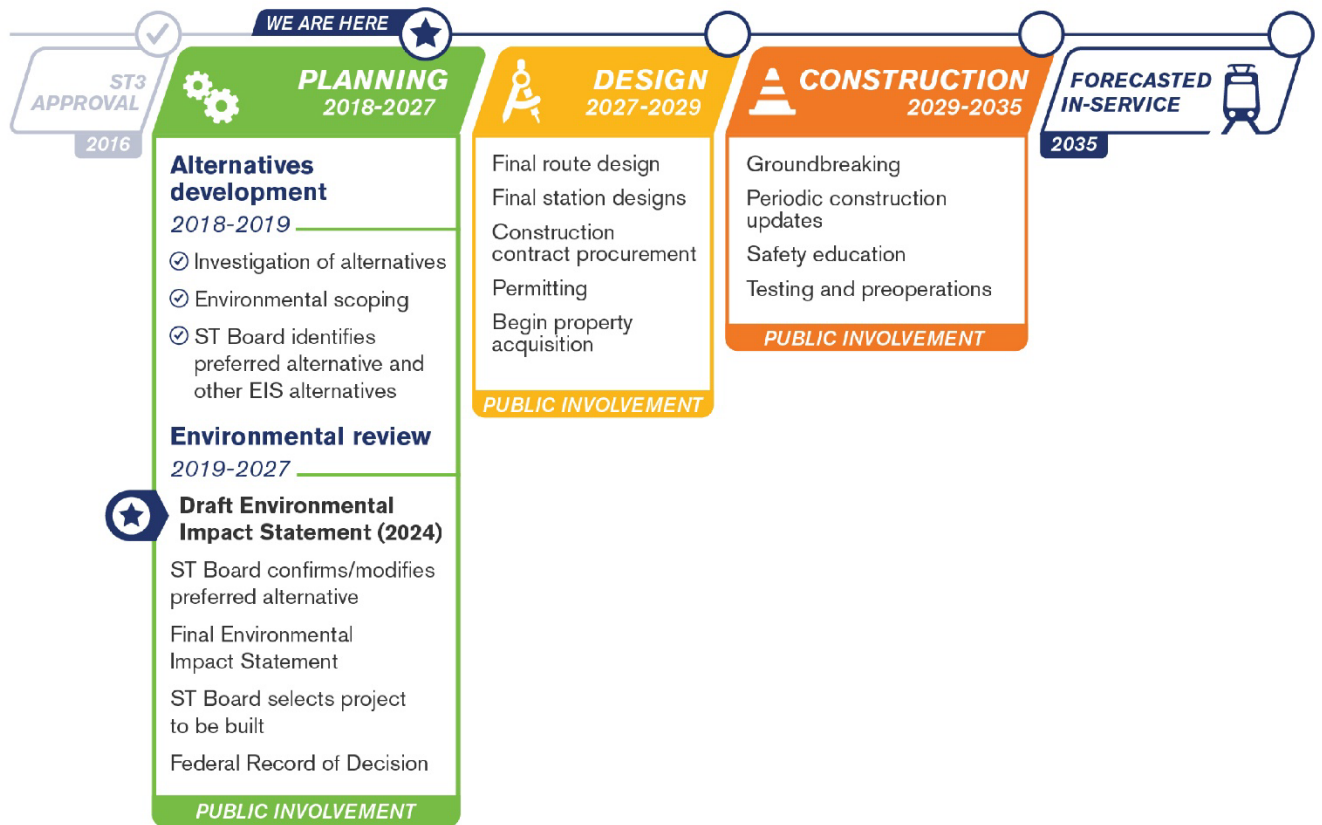 WE ARE HERE
ST3
APPROVAL
2016
PLANNING
2018-2027
Alternatives
development
2018-2019
Investigation of alternatives
Environmental scoping
ST Board identifies
preferred alternative and
other EIS alternatives
Environmental review
2019-2027
Draft Environmental
Impact Statement (2024)
ST Board confirms/modifies
preferred alternative
Final Environmental
Impact Statement
ST Board selects project
to be built
Federal Record of Decision
PUBLIC INVOLVEMENT
DESIGN
2027-2029
Final route design
Final station designs
Construction
contract procurement
Permitting
Begin property
acquisition
PUBLIC INVOLVEMENT
CONSTRUCTION
2029-2035
Groundbreaking
Periodic construction
updates
Safety education
Testing and preoperations
PUBLIC INVOLVEMENT
FORECASTED
IN-SERVICE
2035